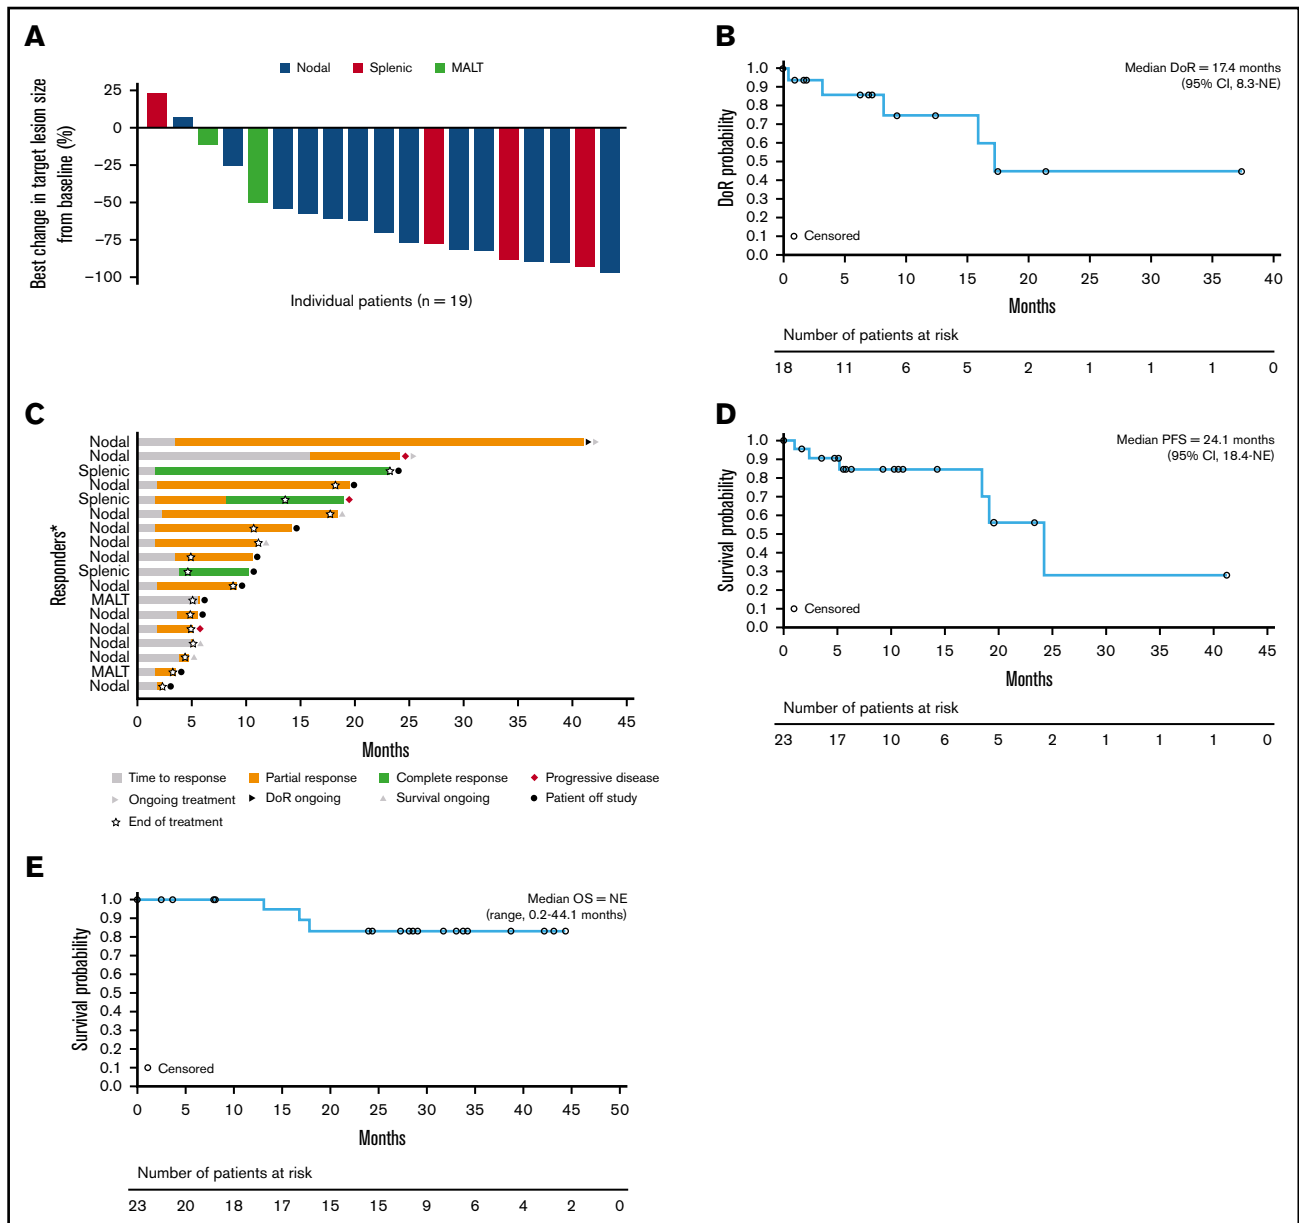 A
Nodal Splenic MALT
Best change in target lesion size
from baseline (%)
25
0
−25
−50
−75
−100
Individual patients (n = 19)
B
Median DoR = 17.4 months
(95% CI, 8.3-NE)
DoR probability
1.0
0.9
0.8
0.7
0.6
0.5
0.4
0.3
0.2
0.1
0.0
Censored
0 5 10 15 20 25 30 35 40
Months
Number of patients at risk
18 11 6 5 2 1 1 1 0
C
Responders*
Nodal
Nodal
Splenic
Nodal
Splenic
Nodal
Nodal
Nodal
Nodal
Splenic
Nodal
MALT
Nodal
Nodal
Nodal
Nodal
MALT
Nodal
0 5 10 15 20 25 30 35 40 45
Months
Time to response Partial response Complete response Progressive disease
Ongoing treatment DoR ongoing Survival ongoing Patient off study
End of treatment
D
Median PFS = 24.1 months
(95% CI, 18.4-NE)
Survival probability
1.0
0.9
0.8
0.7
0.6
0.5
0.4
0.3
0.2
0.1
0.0
Censored
0 5 10 15 20 25 30 35 40 45
Months
Number of patients at risk
23 17 10 6 5 2 1 1 1 0
E
Median OS = NE
(range, 0.2-44.1 months)
Survival probability
1.0
0.9
0.8
0.7
0.6
0.5
0.4
0.3
0.2
0.1
0.0
Censored
0 5 10 15 20 25 30 35 40 45 50
Months
Number of patients at risk
23 20 18 17 15 15 9 6 4 2 0